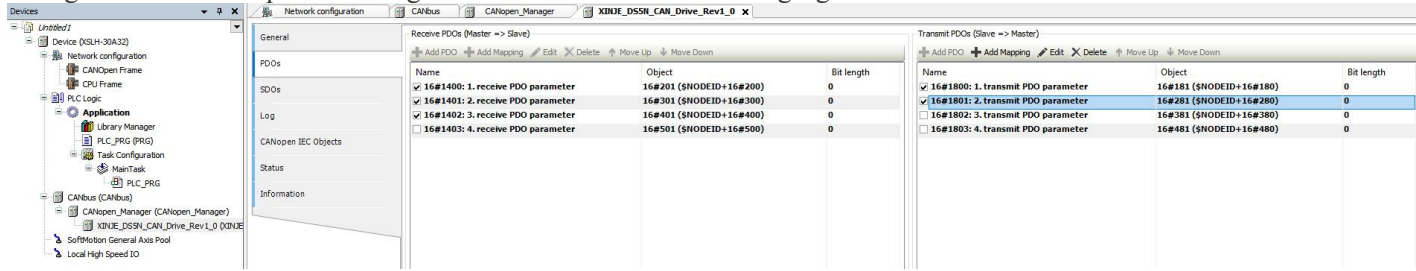 Devices
Untitled1
Device (XSLH-30A32)
Network configuration
CANOpen Frame
CPU Frame
PLC Logic
Application
Library Manager
PLC_PRG (PRG)
Task Configuration
MainTask
PLC_PRG
CANbus (CANbus)
CANopen_Manager (CANopen_Manager)
XINJE_DS5N_CAN_Drive_Rev1_0 (XINJE
SoftMotion General Axis Pool
Local High Speed IO
Network configuration CANbus CANopen_Manager XINJE_DS5N_CAN_Drive_Rev1_0 X
General
PDOs
SDOs
Log
CANopen IEC Objects
Status
Information
Receive PDOs (Master => Slave)
Add PDO Add Mapping Edit Delete Move Up Move Down
Name Object Bit length
16#1400: 1. receive PDO parameter 16#201 ($NODEID+16#200) 0
16#1401: 2. receive PDO parameter 16#301 ($NODEID+16#300) 0
16#1402: 3. receive PDO parameter 16#401 ($NODEID+16#400) 0
16#1403: 4. receive PDO parameter 16#501 ($NODEID+16#500) 0
Transmit PDOs (Slave => Master)
Add PDO Add Mapping Edit Delete Move Up Move Down
Name Object Bit length
16#1800: 1. transmit PDO parameter 16#181 ($NODEID+16#180) 0
16#1801: 2. transmit PDO parameter 16#281 ($NODEID+16#280) 0
16#1802: 3. transmit PDO parameter 16#381 ($NODEID+16#380) 0
16#1803: 4. transmit PDO parameter 16#481 ($NODEID+16#480) 0